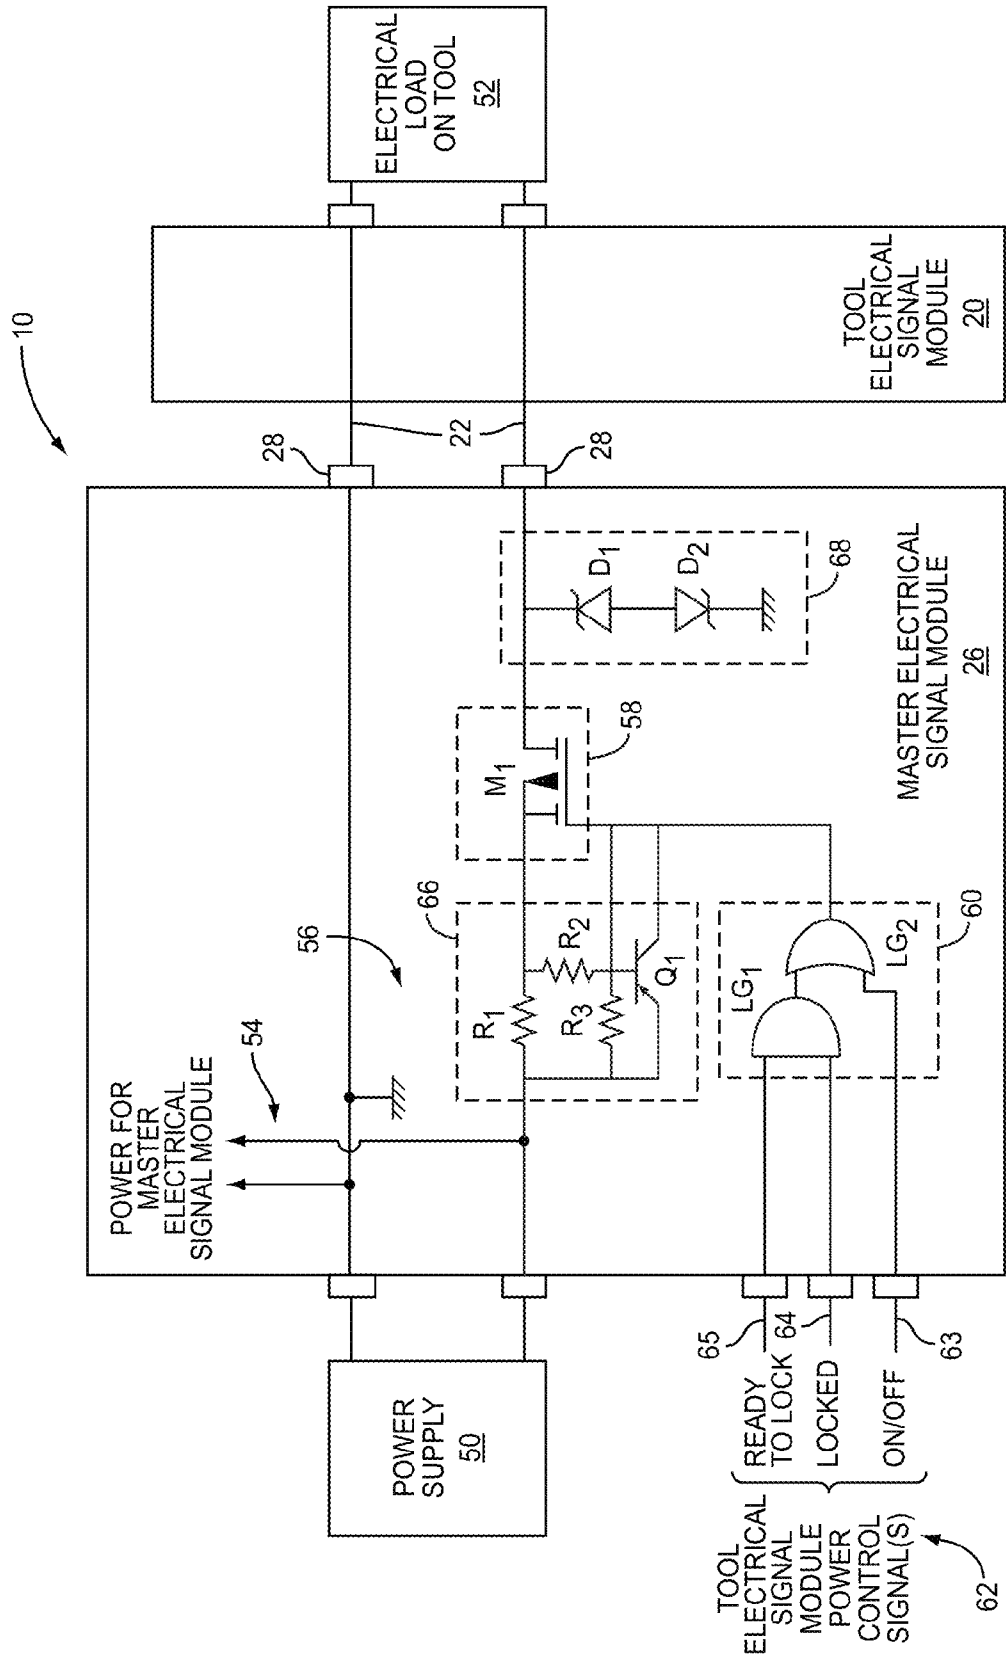 10
POWER FOR
MASTER
ELECTRICAL
SIGNAL MODULE
54
56
POWER
SUPPLY
50
28
22
28
ELECTRICAL
LOAD
ON TOOL
52
66
R1
R2
R3
Q1
M1
58
D1
D2
68
LG1
LG2
60
TOOL
ELECTRICAL
SIGNAL
MODULE
POWER
CONTROL
SIGNAL(S)
62
READY
TO LOCK
65
LOCKED
64
ON/OFF
63
MASTER ELECTRICAL
SIGNAL MODULE
26
TOOL
ELECTRICAL
SIGNAL
MODULE
20